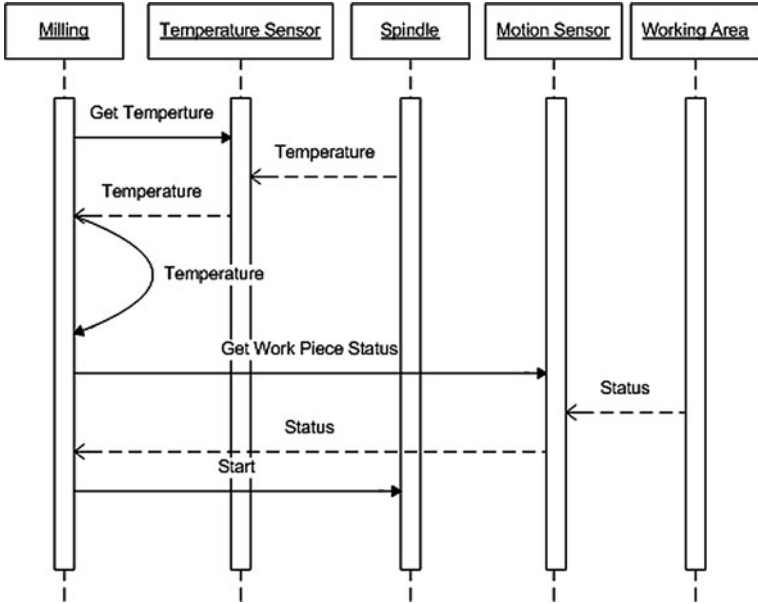 Milling
Temperature Sensor
Spindle
Motion Sensor
Working Area
Get Temperture
Temperature
Temperature
Temperature
Get Work Piece Status
Status
Status
Start